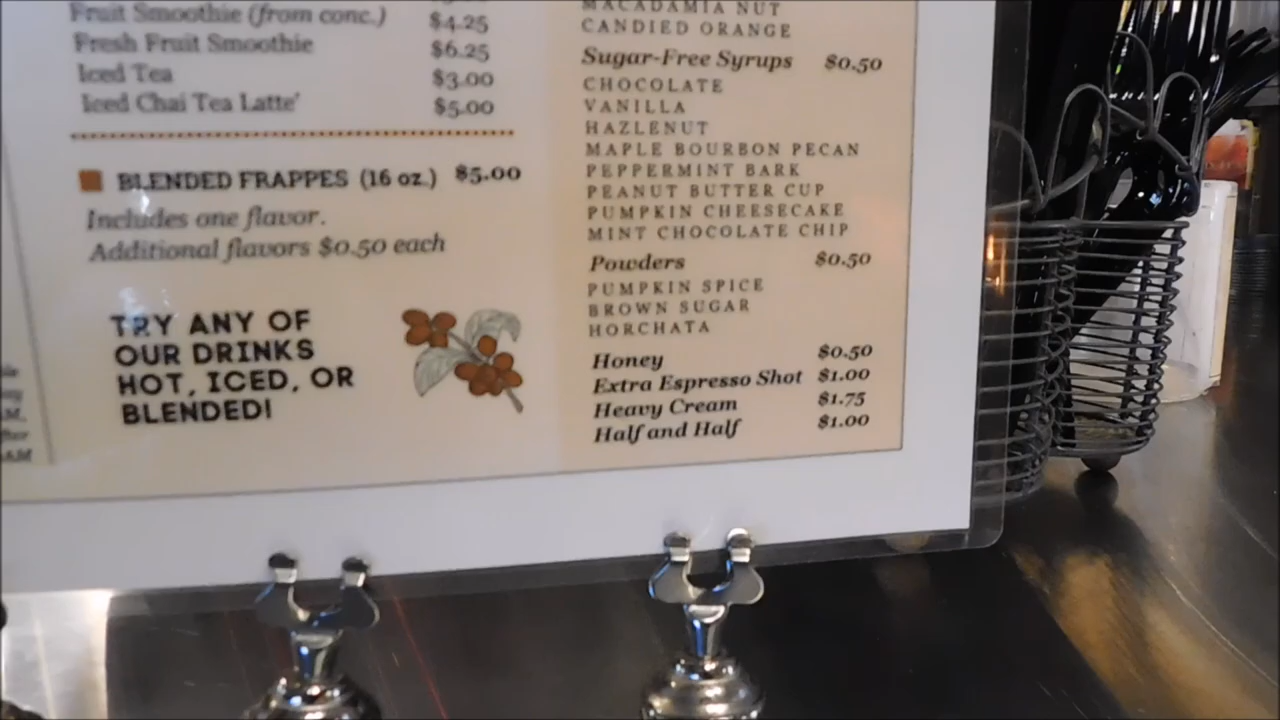 Fruit Smoothie (from conc.) $4.25
Fresh Fruit Smoothie $6.25
Iced Tea $3.00
Iced Chai Tea Latte' $5.00
BLENDED FRAPPES (16 oz.) $5.00
Includes one flavor.
Additional flavors $0.50 each
TRY ANY OF
OUR DRINKS
HOT, ICED, OR
BLENDED!
MACADAMIA NUT
CANDIED ORANGE
Sugar-Free Syrups $0.50
CHOCOLATE
VANILLA
HAZLENUT
MAPLE BOURBON PECAN
PEPPERMINT BARK
PEANUT BUTTER CUP
PUMPKIN CHEESECAKE
MINT CHOCOLATE CHIP
Powders $0.50
PUMPKIN SPICE
BROWN SUGAR
HORCHATA
Honey $0.50
Extra Espresso Shot $1.00
Heavy Cream $1.75
Half and Half $1.00